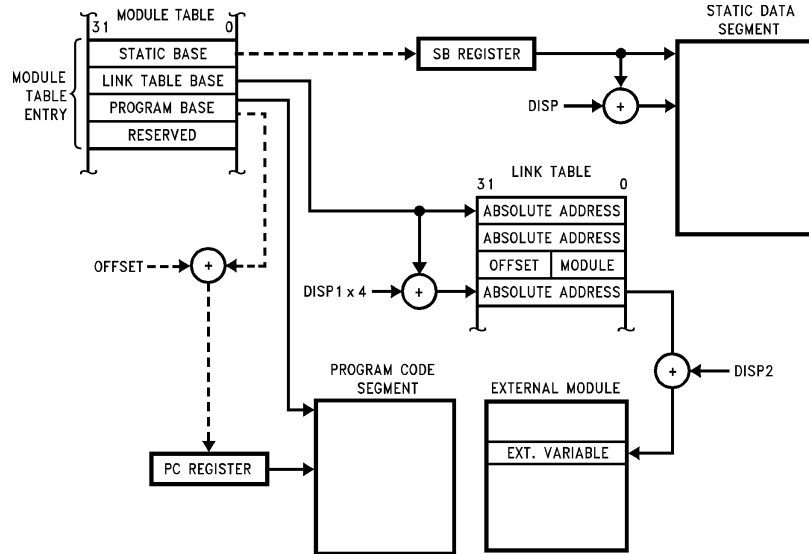 MODULE TABLE
31 0
STATIC BASE
LINK TABLE BASE
PROGRAM BASE
RESERVED
MODULE
TABLE
ENTRY
SB REGISTER
STATIC DATA
SEGMENT
DISP
+
LINK TABLE
31 0
ABSOLUTE ADDRESS
ABSOLUTE ADDRESS
OFFSET MODULE
ABSOLUTE ADDRESS
OFFSET
+
DISP1 x 4
+
PROGRAM CODE
SEGMENT
EXTERNAL MODULE
+
DISP2
EXT. VARIABLE
PC REGISTER